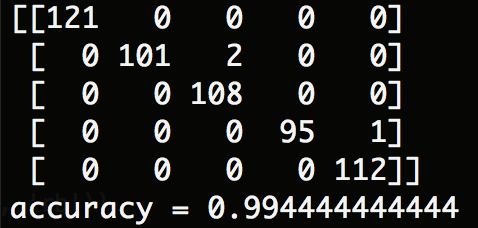 [[121   0   0   0   0]
 [  0 101   2   0   0]
 [  0   0 108   0   0]
 [  0   0   0  95   1]
 [  0   0   0   0 112]]
accuracy = 0.994444444444